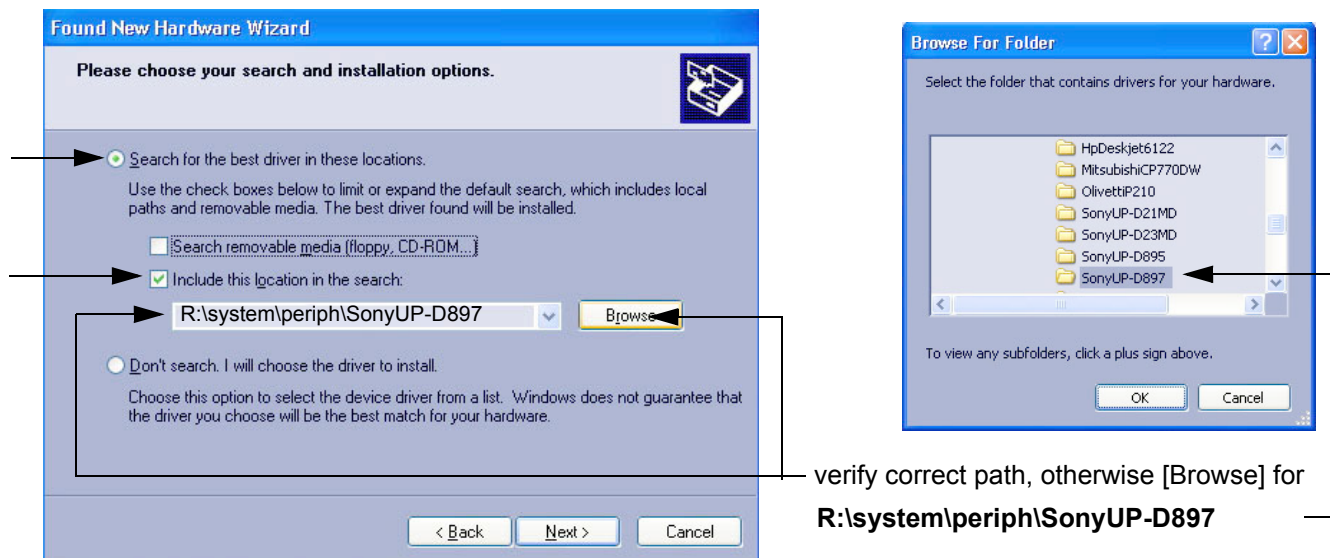 Found New Hardware Wizard
Please choose your search and installation options.
Search for the best driver in these locations.
Use the check boxes below to limit or expand the default search, which includes local
paths and removable media. The best driver found will be installed.
Search removable media (floppy, CD-ROM...)
Include this location in the search:
R:\system\periph\SonyUP-D897
Browse
Don't search. I will choose the driver to install.
Choose this option to select the device driver from a list. Windows does not guarantee that
the driver you choose will be the best match for your hardware.
< Back
Next >
Cancel
Browse For Folder
Select the folder that contains drivers for your hardware.
HpDeskjet6122
MitsubishiCP770DW
OlivettiP210
SonyUP-D21MD
SonyUP-D23MD
SonyUP-D895
SonyUP-D897
To view any subfolders, click a plus sign above.
OK
Cancel
verify correct path, otherwise [Browse] for
R:\system\periph\SonyUP-D897